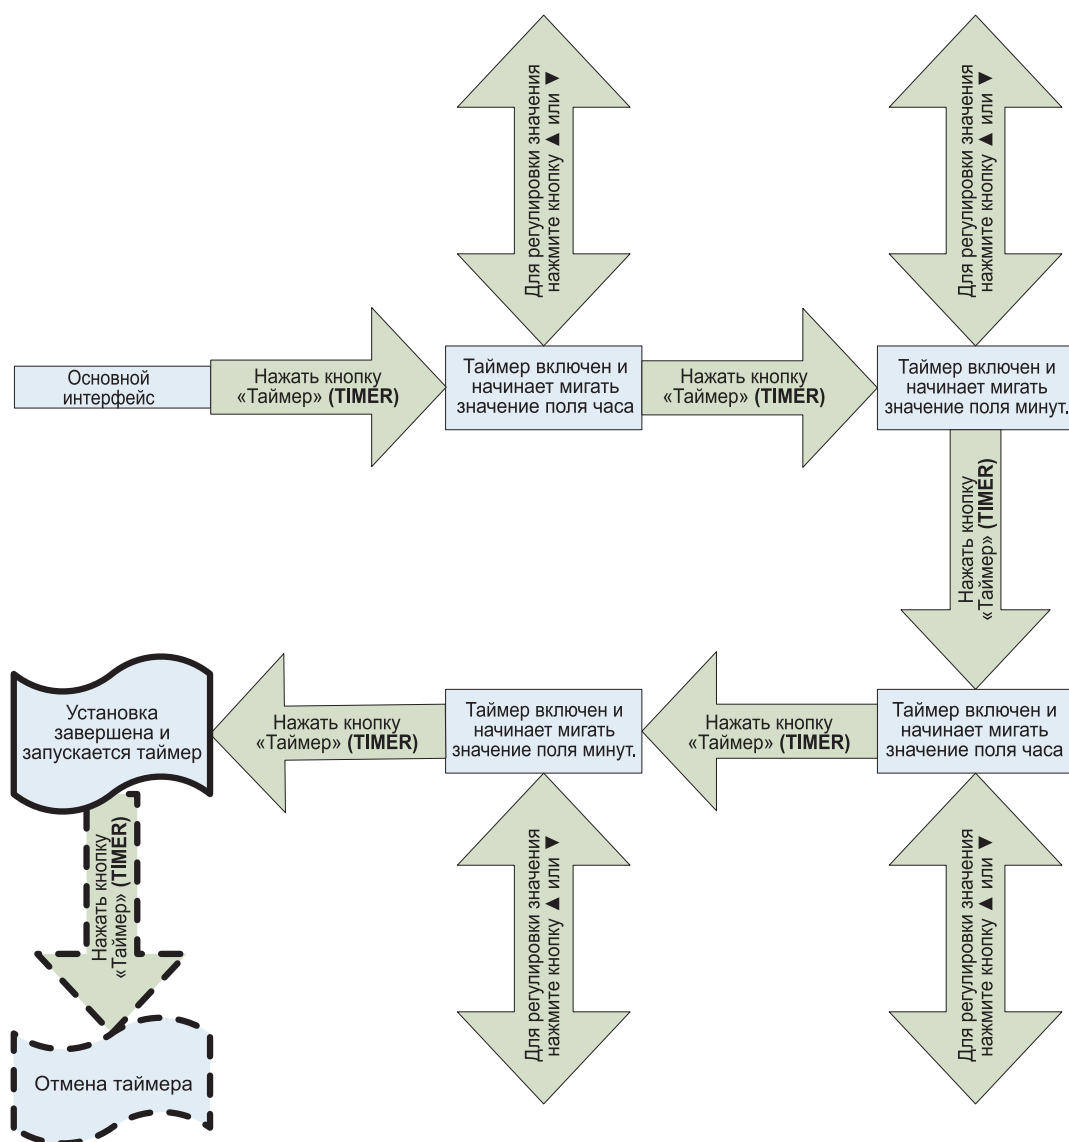 Для регулировки значения
нажмите кнопку ▲ или ▼
Для регулировки значения
нажмите кнопку ▲ или ▼
Основной
интерфейс
Нажать кнопку
«Таймер» (TIMER)
Таймер включен и
начинает мигать
значение поля часа
Нажать кнопку
«Таймер» (TIMER)
Таймер включен и
начинает мигать
значение поля минут.
Нажать кнопку
«Таймер» (TIMER)
Таймер включен и
начинает мигать
значение поля часа
Для регулировки значения
нажмите кнопку ▲ или ▼
Нажать кнопку
«Таймер» (TIMER)
Таймер включен и
начинает мигать
значение поля минут.
Для регулировки значения
нажмите кнопку ▲ или ▼
Нажать кнопку
«Таймер» (TIMER)
Установка
завершена и
запускается таймер
Нажать кнопку
«Таймер» (TIMER)
Отмена таймера